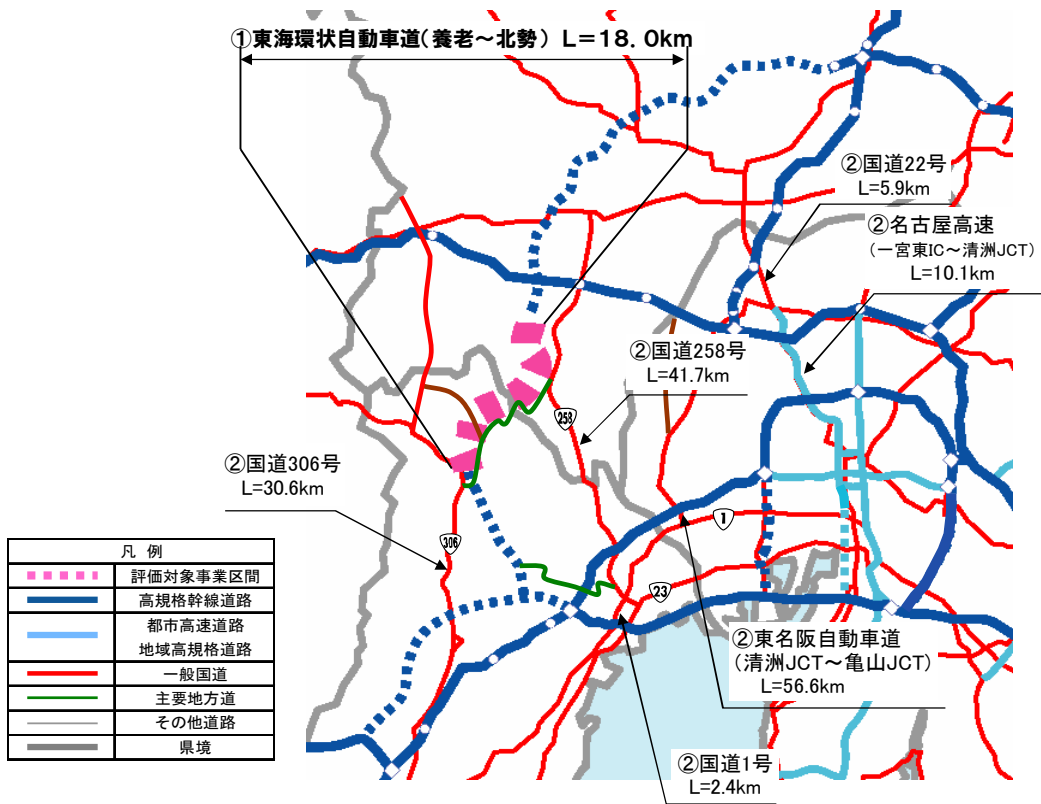 ①東海環状自動車道(養老～北勢) L=18.0km
②国道22号
L=5.9km
②名古屋高速
(一宮東IC～清洲JCT)
L=10.1km
②国道258号
L=41.7km
258
②国道306号
L=30.6km
306
1
23
②東名阪自動車道
(清洲JCT～亀山JCT)
L=56.6km
②国道1号
L=2.4km
凡 例
評価対象事業区間
高規格幹線道路
都市高速道路
地域高規格道路
一般国道
主要地方道
その他道路
県境